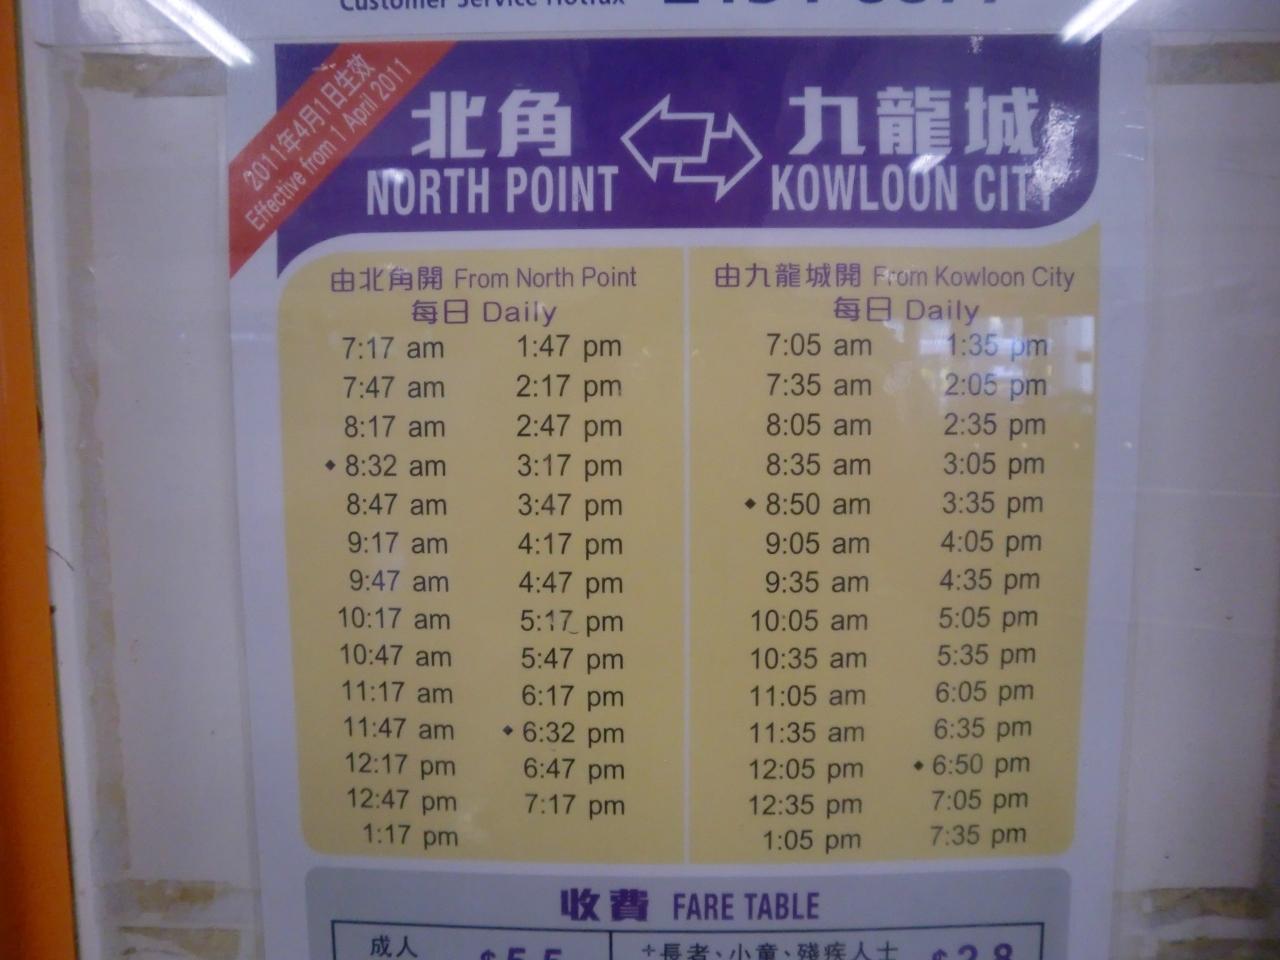 Customer Service Hotfax
2011年4月1日生效
Effective from 1 April 2011
北角 九龍城
NORTH POINT KOWLOON CITY
由北角開 From North Point
每日 Daily
7:17 am 1:47 pm
7:47 am 2:17 pm
8:17 am 2:47 pm
◆ 8:32 am 3:17 pm
8:47 am 3:47 pm
9:17 am 4:17 pm
9:47 am 4:47 pm
10:17 am 5:17 pm
10:47 am 5:47 pm
11:17 am 6:17 pm
11:47 am ◆ 6:32 pm
12:17 pm 6:47 pm
12:47 pm 7:17 pm
1:17 pm
由九龍城開 From Kowloon City
每日 Daily
7:05 am 1:35 pm
7:35 am 2:05 pm
8:05 am 2:35 pm
8:35 am 3:05 pm
◆ 8:50 am 3:35 pm
9:05 am 4:05 pm
9:35 am 4:35 pm
10:05 am 5:05 pm
10:35 am 5:35 pm
11:05 am 6:05 pm
11:35 am 6:35 pm
12:05 pm ◆ 6:50 pm
12:35 pm 7:05 pm
1:05 pm 7:35 pm
收費 FARE TABLE
成人 +長者、小童、殘疾人士